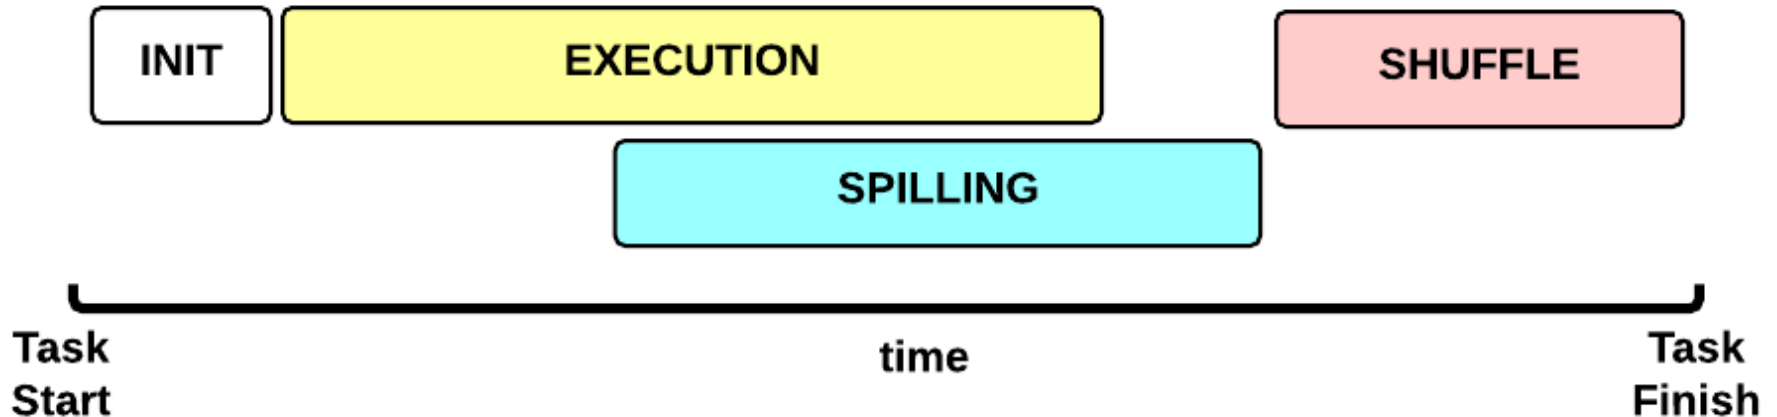 INIT
EXECUTION
SHUFFLE
SPILLING
Task
Start
time
Task
Finish